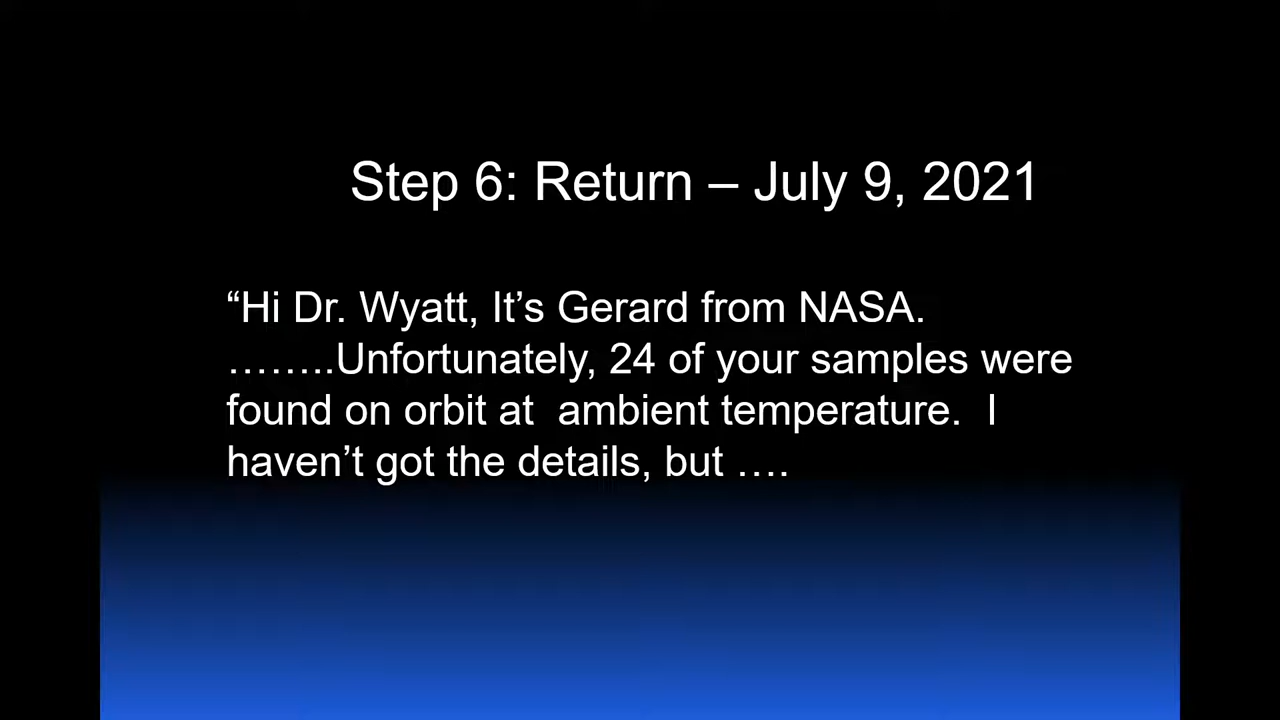 Step 6: Return – July 9, 2021
“Hi Dr. Wyatt, It’s Gerard from NASA.
……..Unfortunately, 24 of your samples were
found on orbit at  ambient temperature.  I
haven’t got the details, but ….